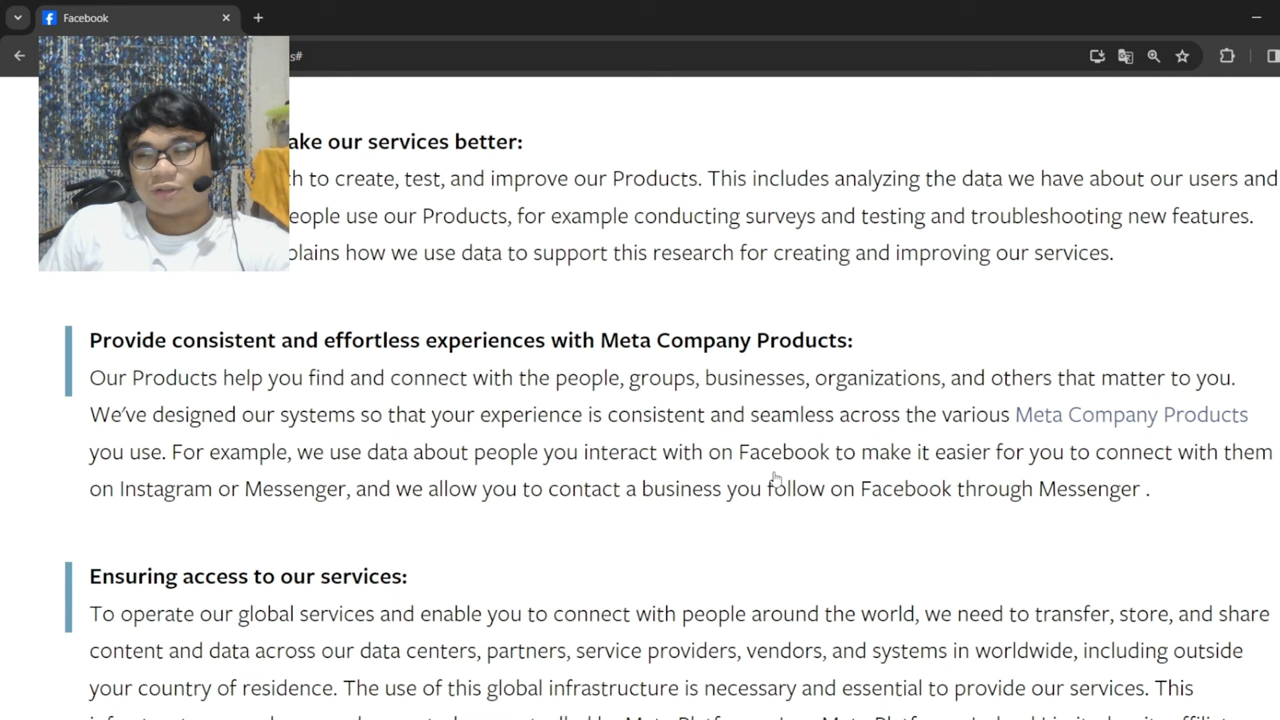 Facebook
s#
ake our services better:
h to create, test, and improve our Products. This includes analyzing the data we have about our users and
eople use our Products, for example conducting surveys and testing and troubleshooting new features.
plains how we use data to support this research for creating and improving our services.
Provide consistent and effortless experiences with Meta Company Products:
Our Products help you find and connect with the people, groups, businesses, organizations, and others that matter to you.
We've designed our systems so that your experience is consistent and seamless across the various Meta Company Products
you use. For example, we use data about people you interact with on Facebook to make it easier for you to connect with them
on Instagram or Messenger, and we allow you to contact a business you follow on Facebook through Messenger .
Ensuring access to our services:
To operate our global services and enable you to connect with people around the world, we need to transfer, store, and share
content and data across our data centers, partners, service providers, vendors, and systems in worldwide, including outside
your country of residence. The use of this global infrastructure is necessary and essential to provide our services. This